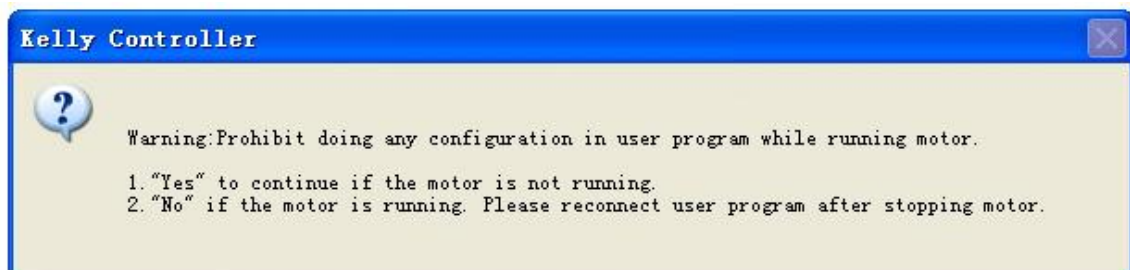 Kelly Controller
Warning:Prohibit doing any configuration in user program while running motor.
1."Yes" to continue if the motor is not running.
2."No" if the motor is running. Please reconnect user program after stopping motor.